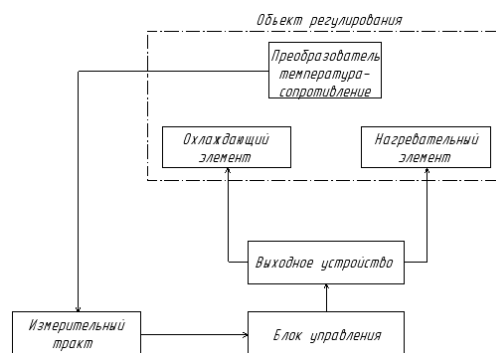 Объект регулирования
Преобразователь
температура-
сопротивление
Охлаждающий
элемент
Нагревательный
элемент
Выходное устройство
Измерительный
тракт
Блок управления